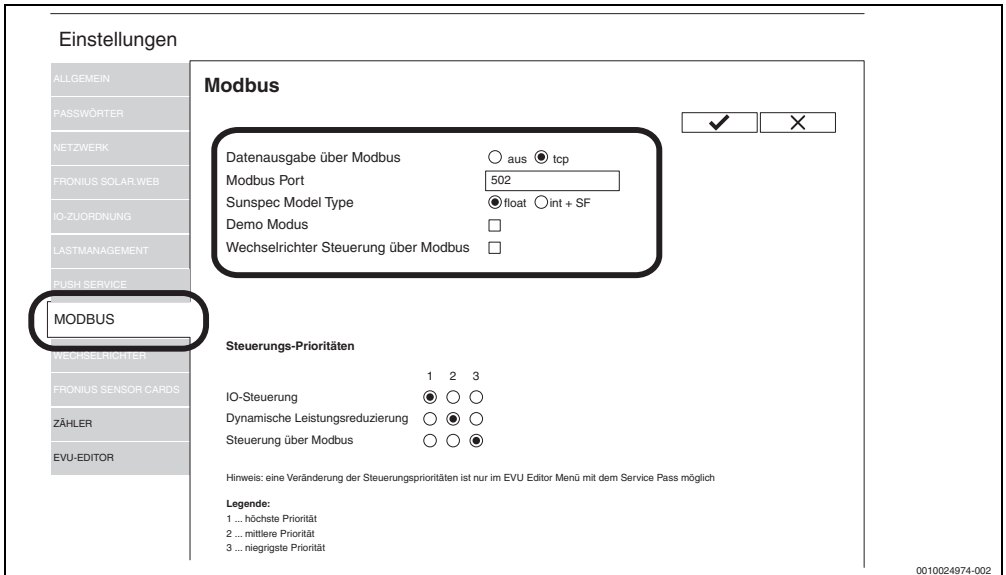 Einstellungen
ALLGEMEIN
PASSWÖRTER
NETZWERK
FRONIUS SOLAR.WEB
IO-ZUORDNUNG
LASTMANAGEMENT
PUSH SERVICE
MODBUS
WECHSELRICHTER
FRONIUS SENSOR CARDS
ZÄHLER
EVU-EDITOR
Modbus
Datenausgabe über Modbus aus tcp
Modbus Port 502
Sunspec Model Type float int + SF
Demo Modus
Wechselrichter Steuerung über Modbus
Steuerungs-Prioritäten
1 2 3
IO-Steuerung
Dynamische Leistungsreduzierung
Steuerung über Modbus
Hinweis: eine Veränderung der Steuerungsprioritäten ist nur im EVU Editor Menü mit dem Service Pass möglich
Legende:
1 ... höchste Priorität
2 ... mittlere Priorität
3 ... niegrigste Priorität
0010024974-002